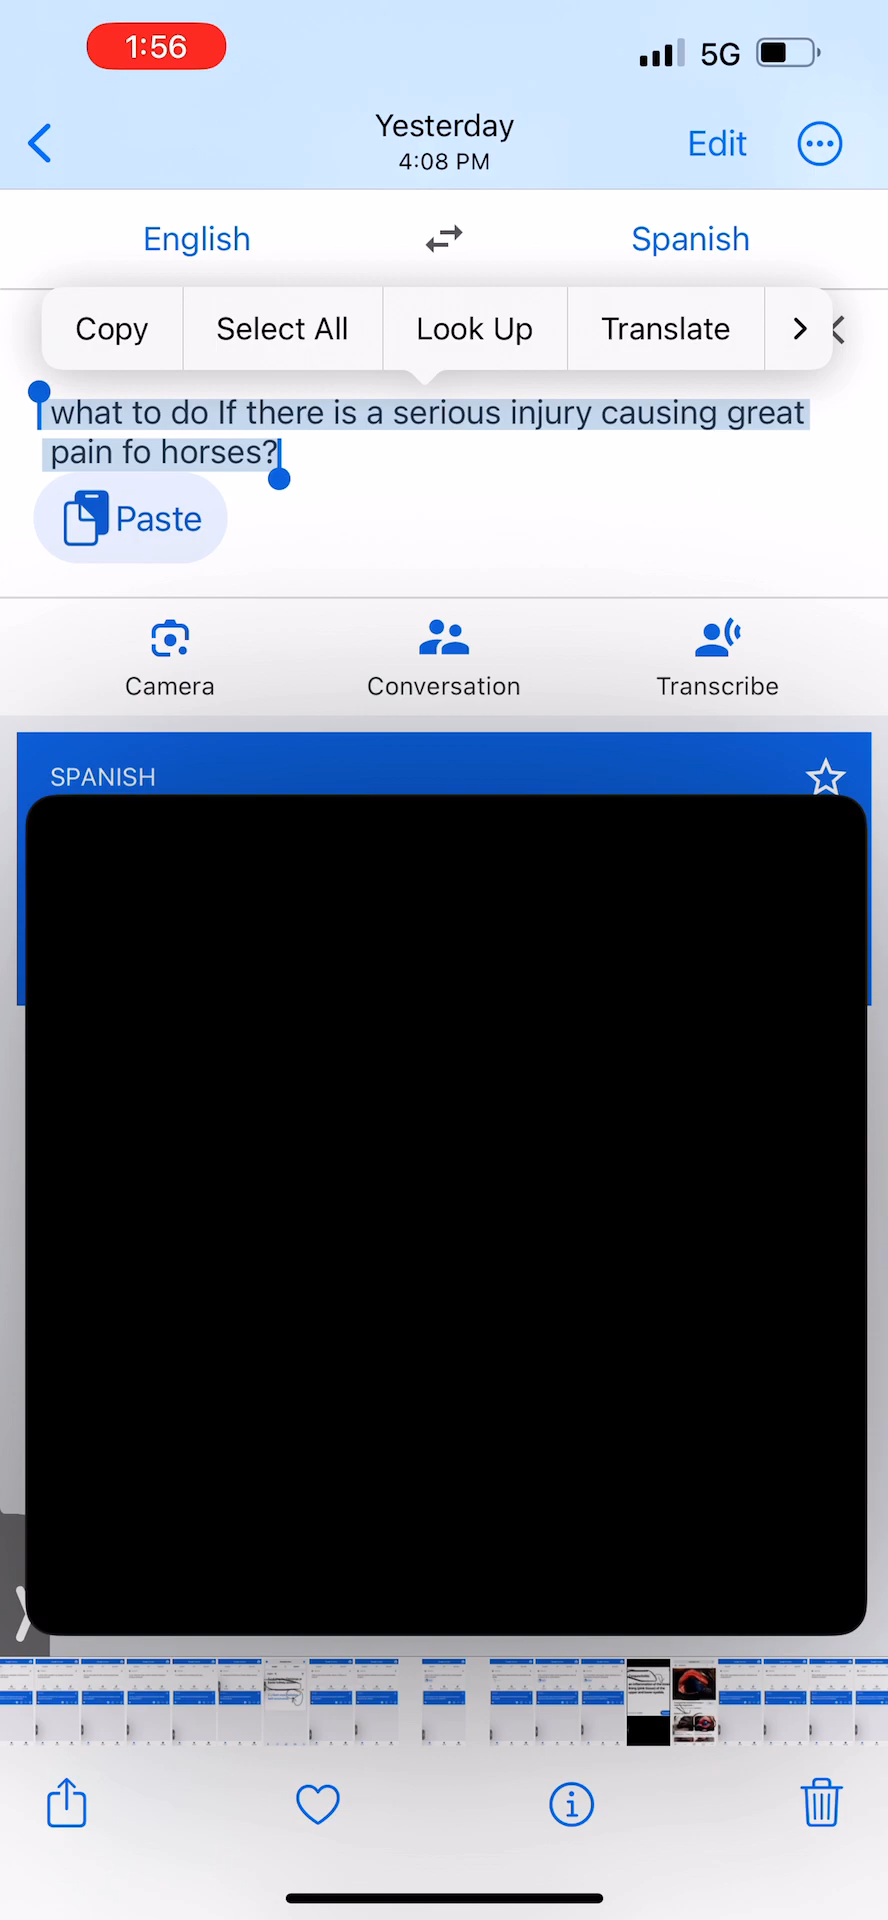 1:56
5G
Yesterday
4:08 PM
Edit
English
Spanish
Copy
Select All
Look Up
Translate
what to do If there is a serious injury causing great
pain fo horses?
Paste
Camera
Conversation
Transcribe
SPANISH